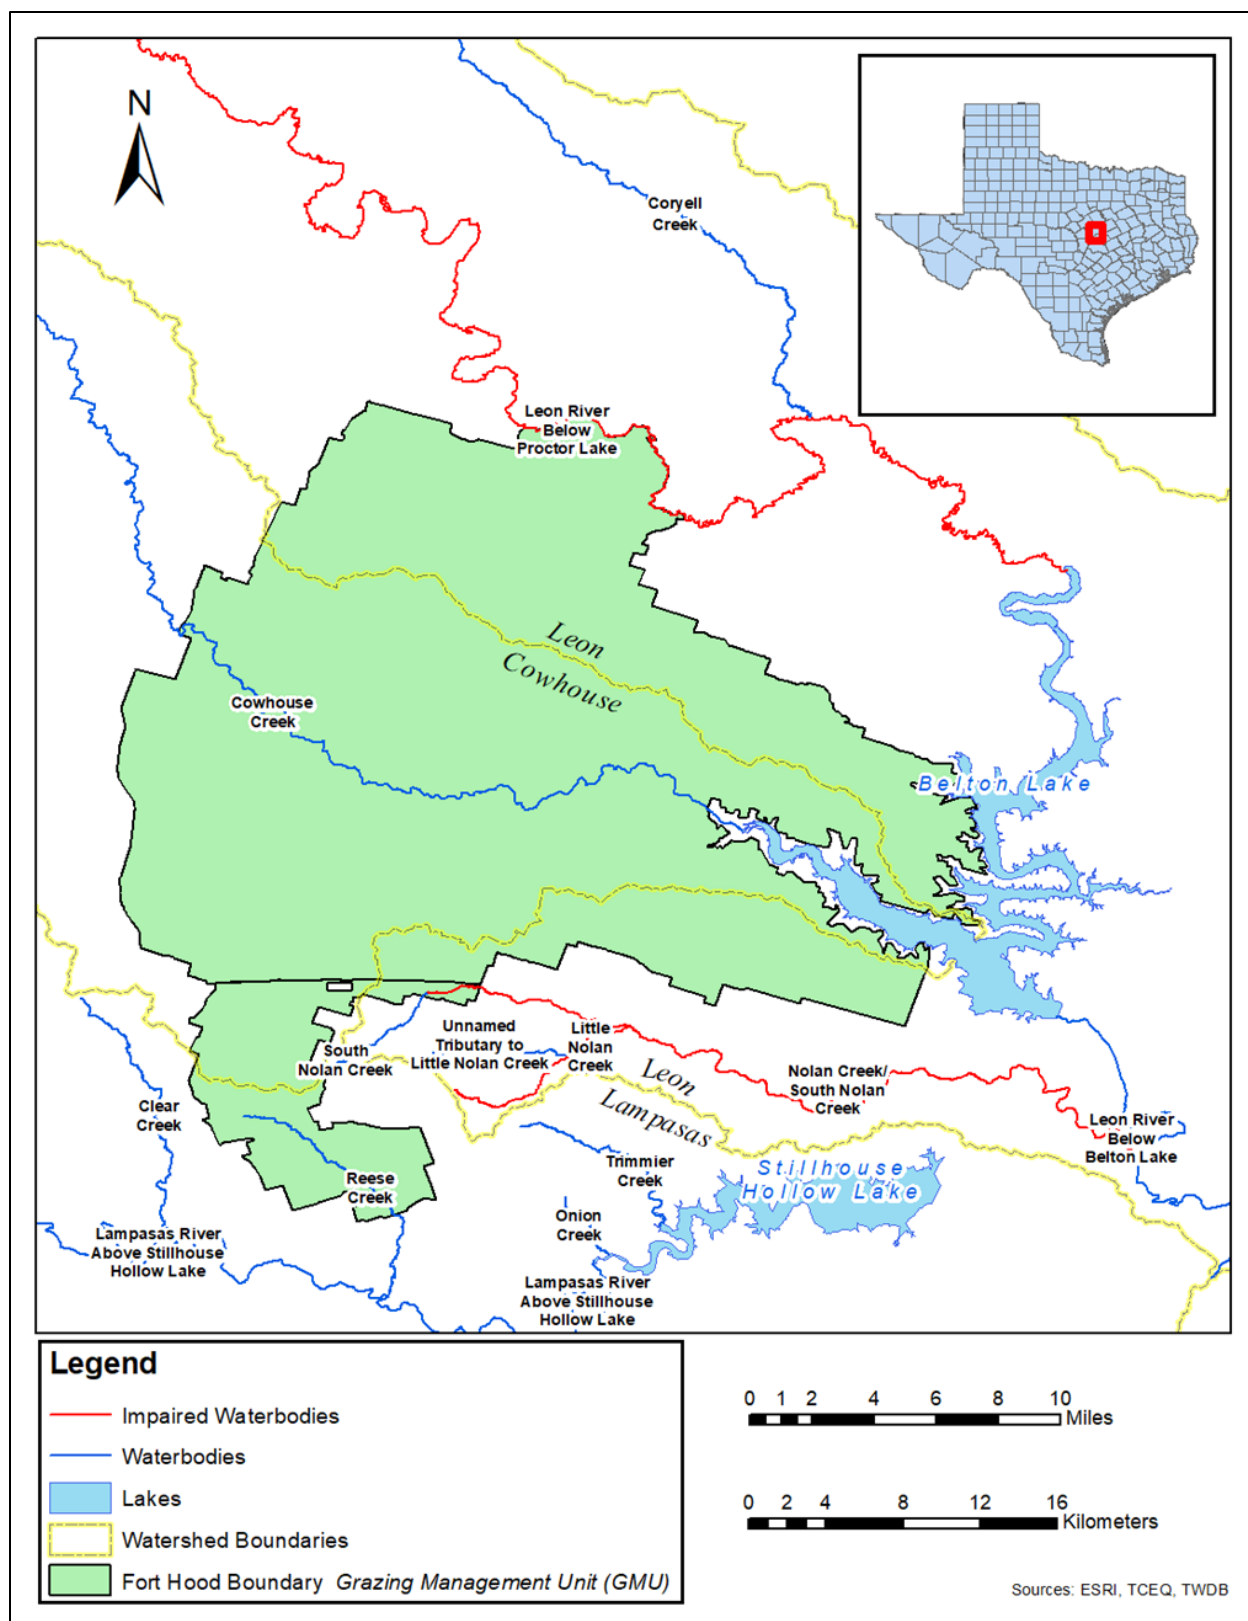 N
Coryell
Creek
Leon River
Below
Proctor Lake
Leon
Cowhouse
Cowhouse
Creek
Belton Lake
South
Nolan Creek
Unnamed
Tributary to
Little Nolan Creek
Little
Nolan
Creek
Leon
Lampasas
Nolan Creek/
South Nolan
Creek
Clear
Creek
Leon River
Below
Belton Lake
Reese
Creek
Trimmier
Creek
Stillhouse
Hollow Lake
Onion
Creek
Lampasas River
Above Stillhouse
Hollow Lake
Lampasas River
Above Stillhouse
Hollow Lake
Legend
Impaired Waterbodies
Waterbodies
Lakes
Watershed Boundaries
Fort Hood Boundary Grazing Management Unit (GMU)
0 1 2 4 6 8 10
Miles
0 2 4 8 12 16
Kilometers
Sources: ESRI, TCEQ, TWDB